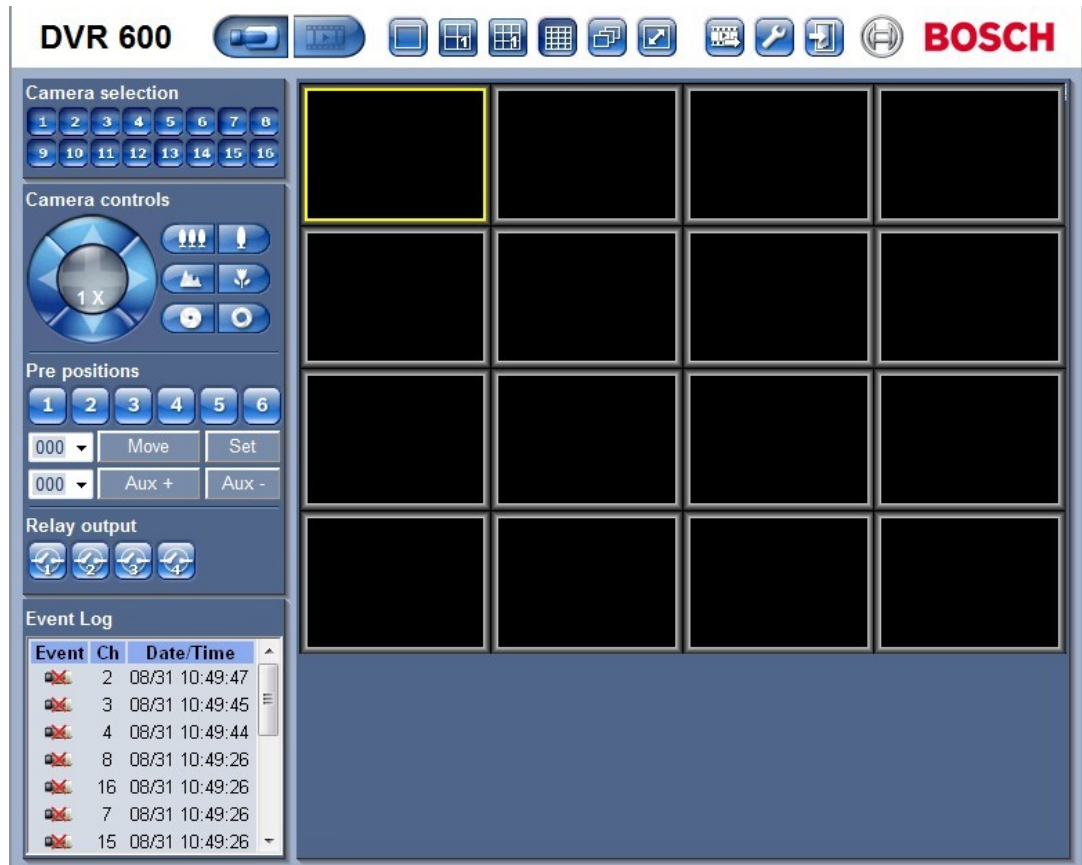 DVR 600
1 1
BOSCH
Camera selection
1 2 3 4 5 6 7 8
9 10 11 12 13 14 15 16
Camera controls
1 X
Pre positions
1 2 3 4 5 6
000 Move Set
000 Aux + Aux -
Relay output
1 2 3 4
Event Log
Event Ch Date/Time
2 08/31 10:49:47
3 08/31 10:49:45
4 08/31 10:49:44
8 08/31 10:49:26
16 08/31 10:49:26
7 08/31 10:49:26
15 08/31 10:49:26